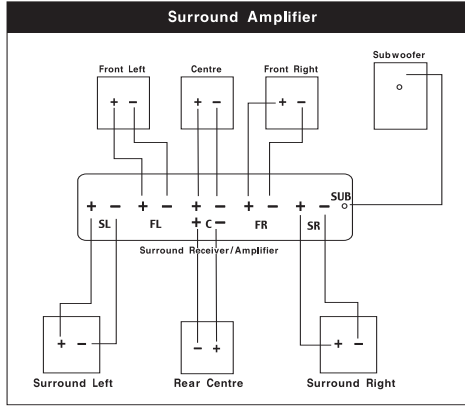 Surround Amplifier
Subwoofer
Front Left Centre Front Right
+ − + − + −
SUB
+ − + − + − + − + −
SL FL + C − FR SR
Surround Receiver/Amplifier
+ − − + + −
Surround Left Rear Centre Surround Right